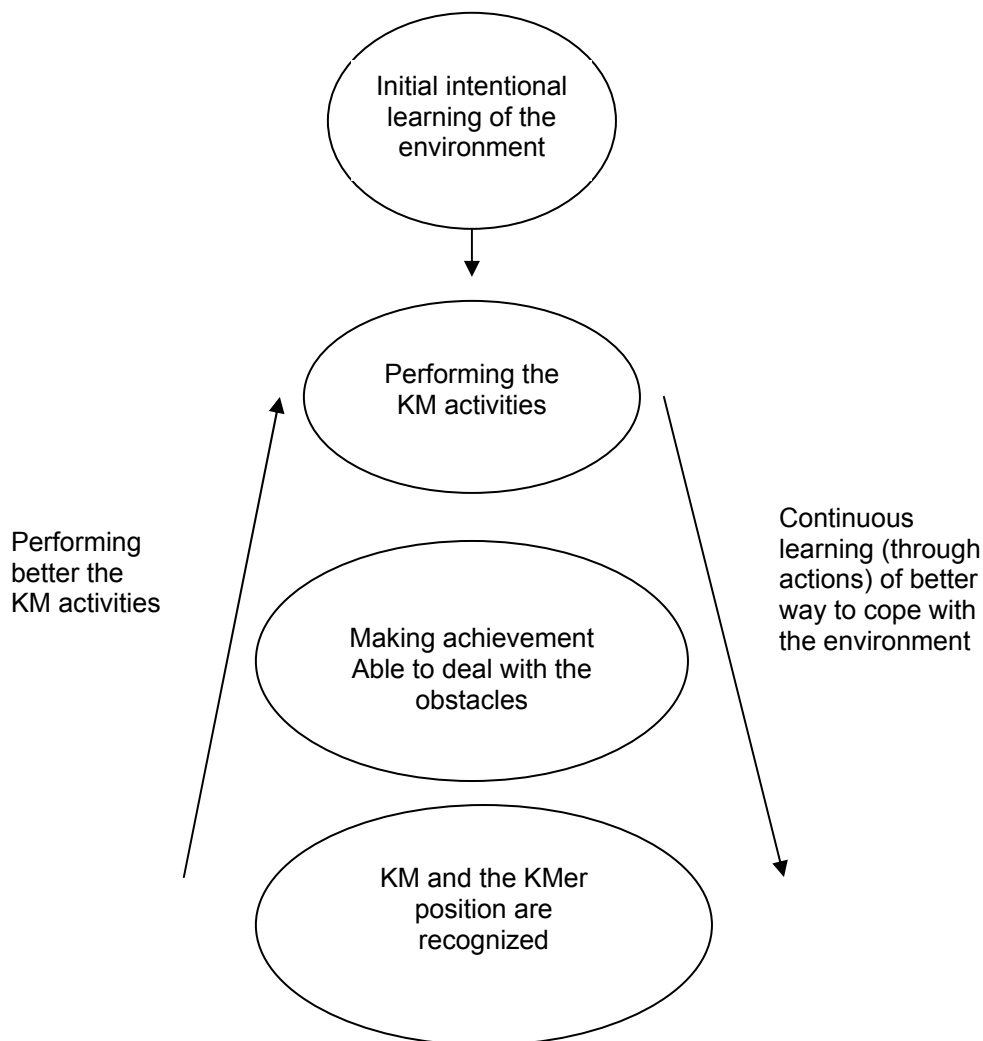 Initial intentional
learning of the
environment
Performing the
KM activities
Performing
better the
KM activities
Continuous
learning (through
actions) of better
way to cope with
the environment
Making achievement
Able to deal with the
obstacles
KM and the KMer
position are
recognized